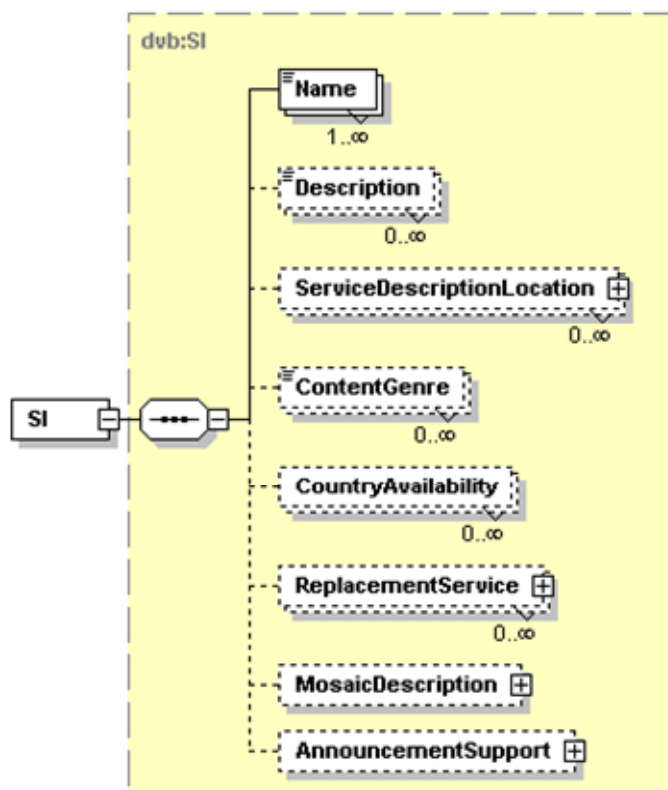 dvb:SI
Name
1..∞
Description
0..∞
ServiceDescriptionLocation
0..∞
ContentGenre
0..∞
SI
CountryAvailability
0..∞
ReplacementService
0..∞
MosaicDescription
AnnouncementSupport